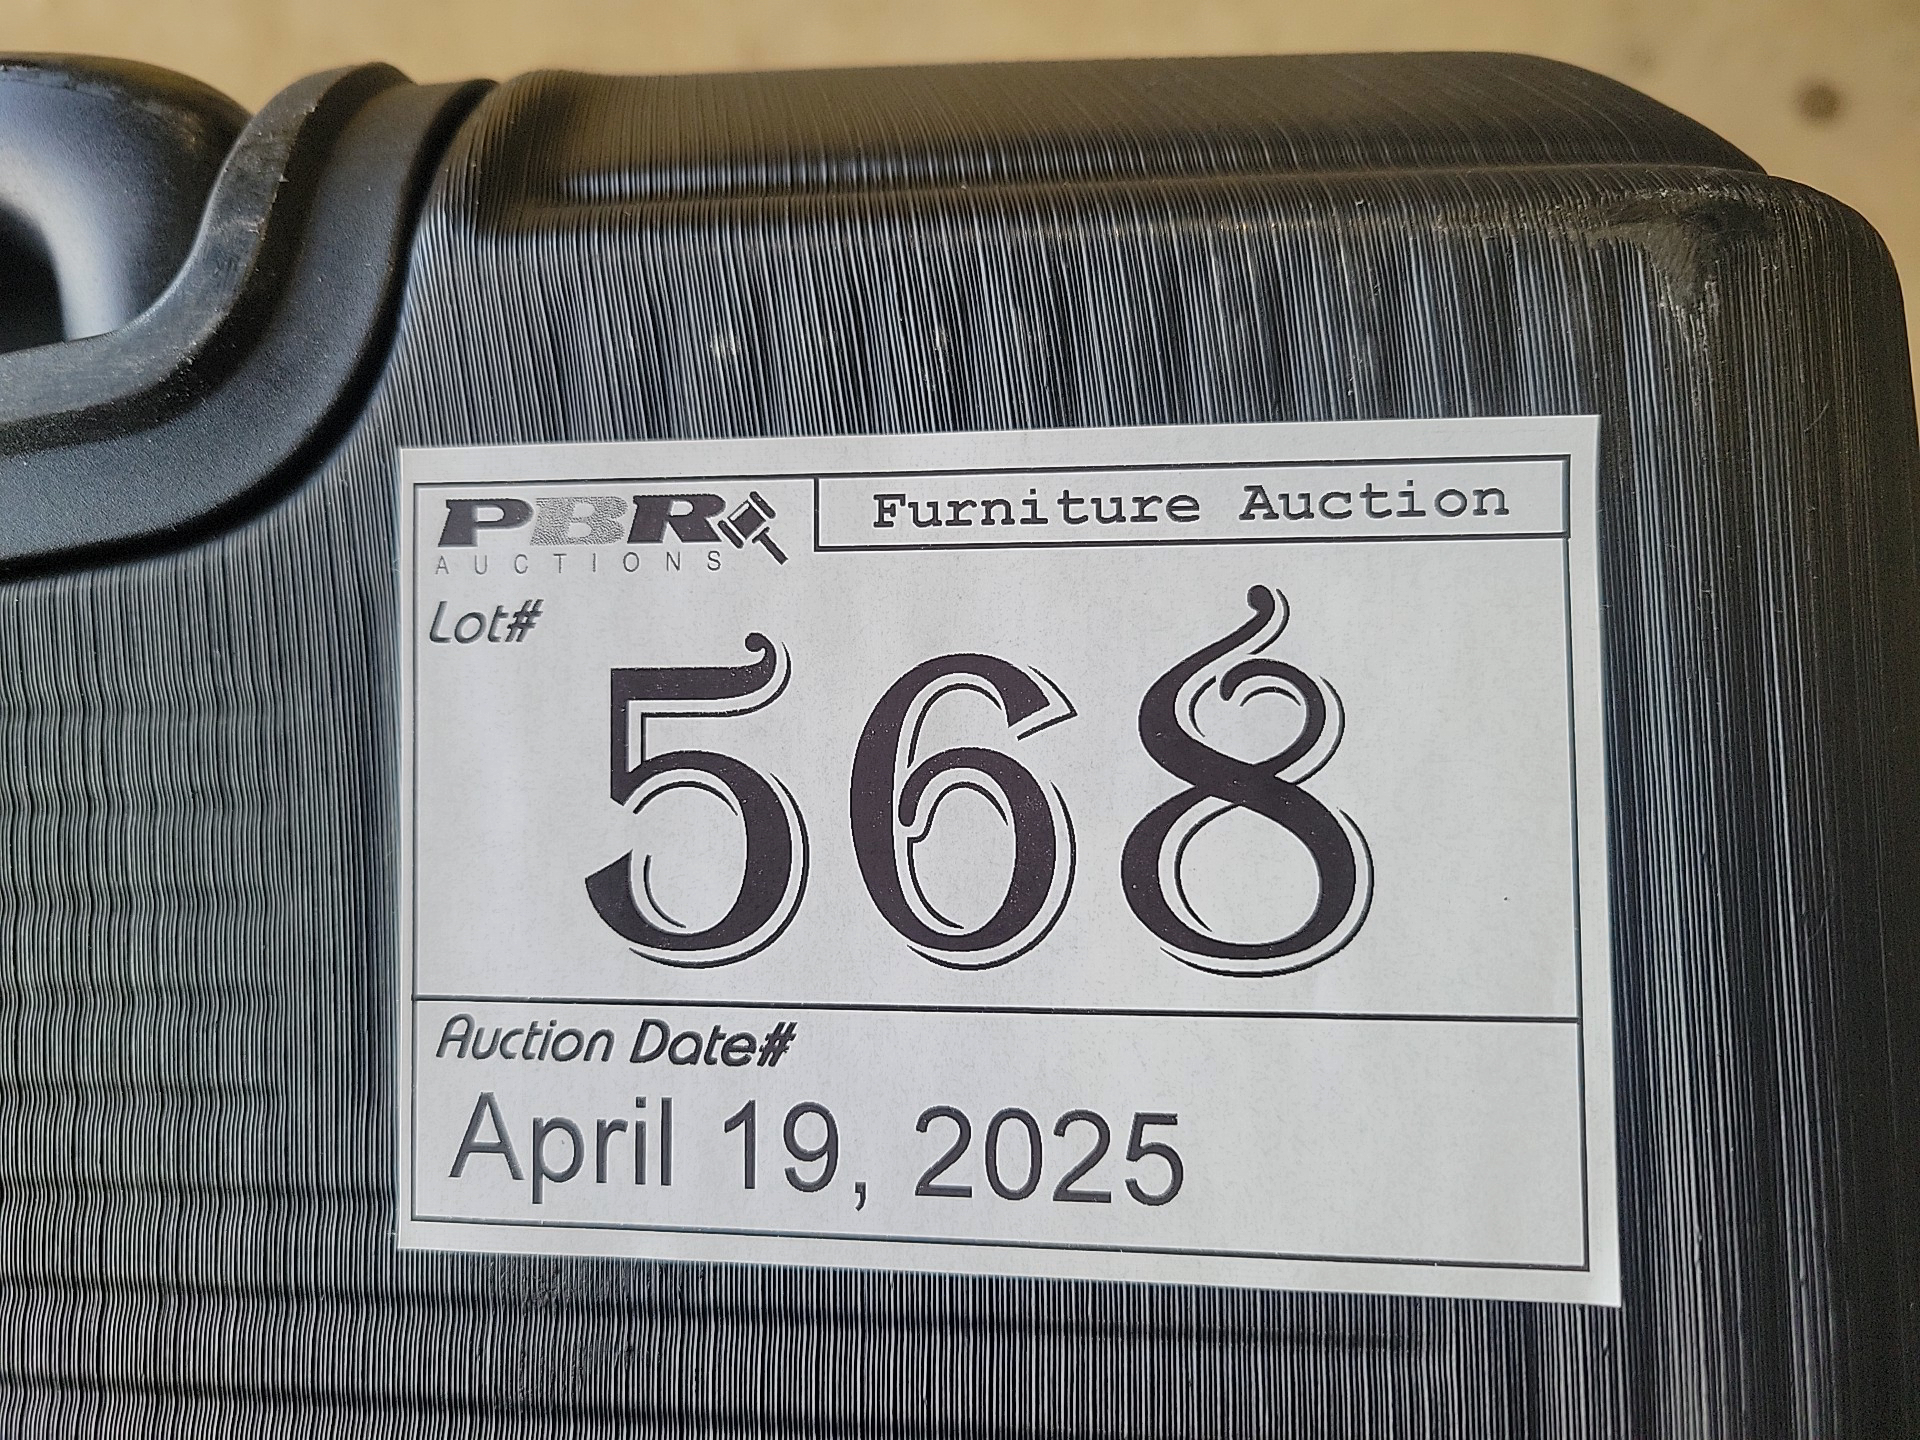 PBR
AUCTIONS
Furniture Auction
Lot#
568
Auction Date#
April 19, 2025